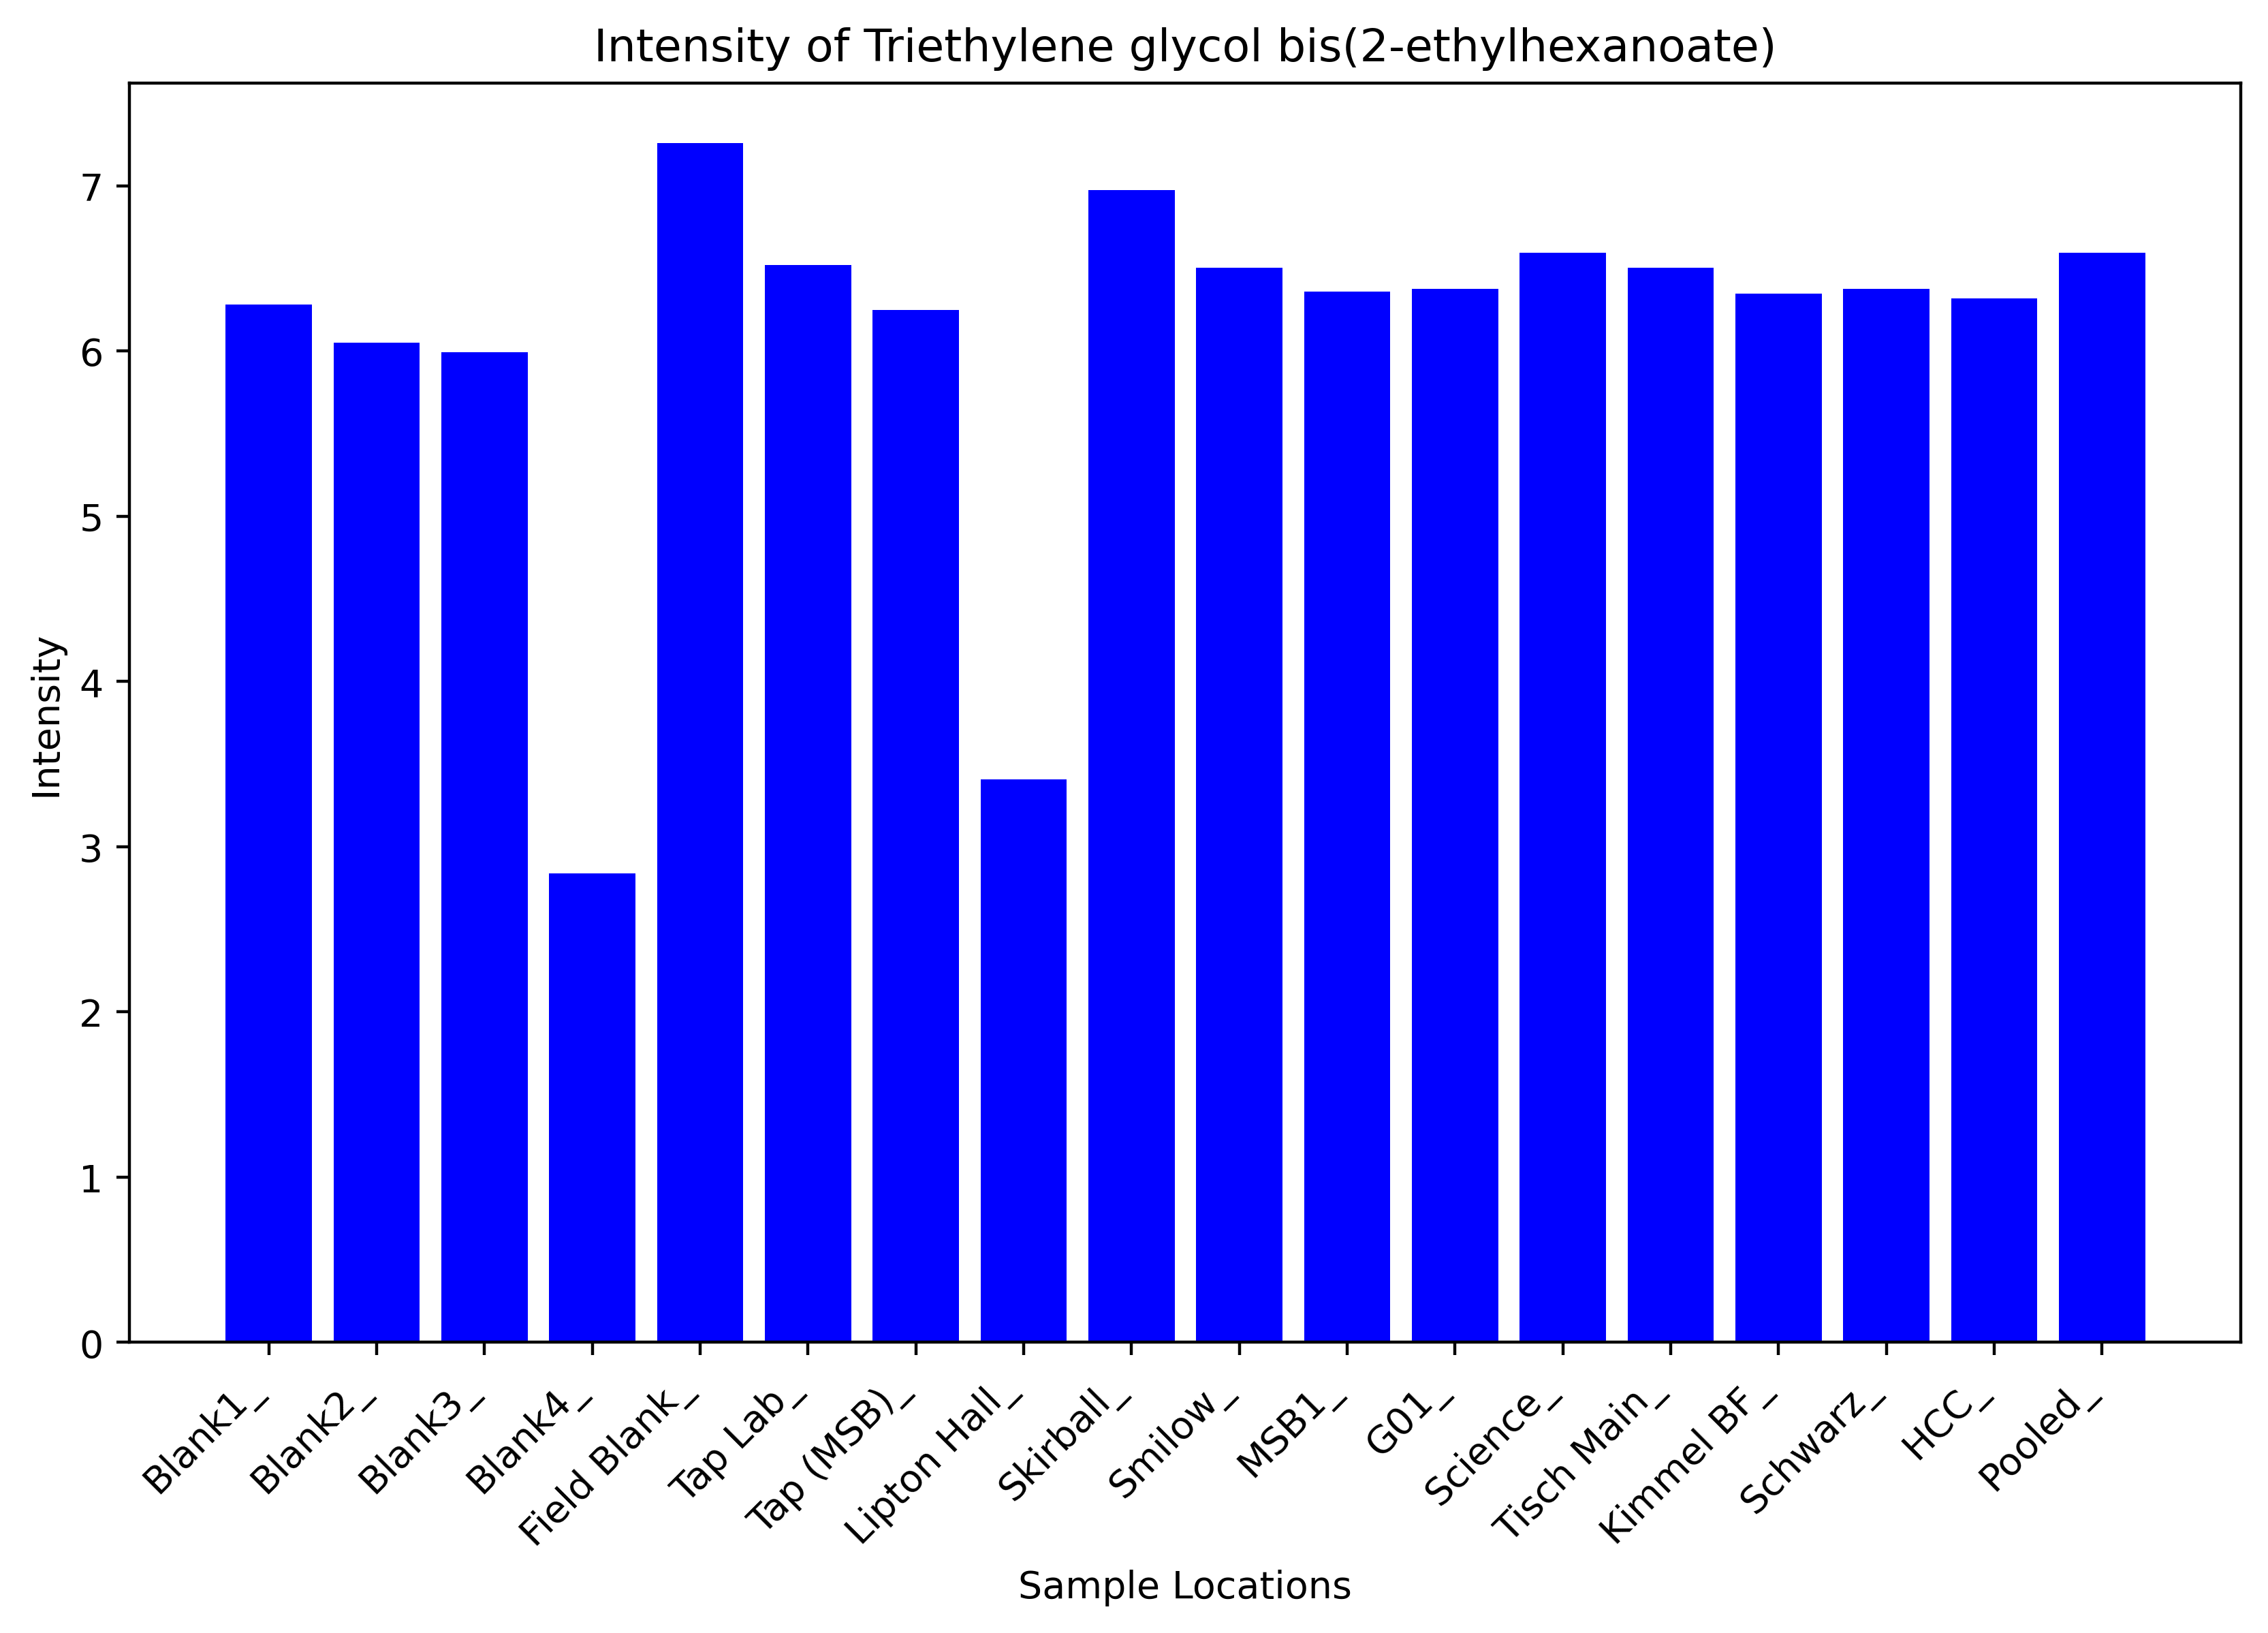 Intensity of Triethylene glycol bis(2-ethylhexanoate)
Intensity
7
6
5
4
3
2
1
0
Blank1_
Blank2_
Blank3_
Blank4_
Field Blank_
Tap Lab_
Tap (MSB)_
Lipton Hall_
Skirball_
Smilow_
MSB1_
G01_
Science_
Tisch Main_
Kimmel BF_
Schwarz_
HCC_
Pooled_
Sample Locations